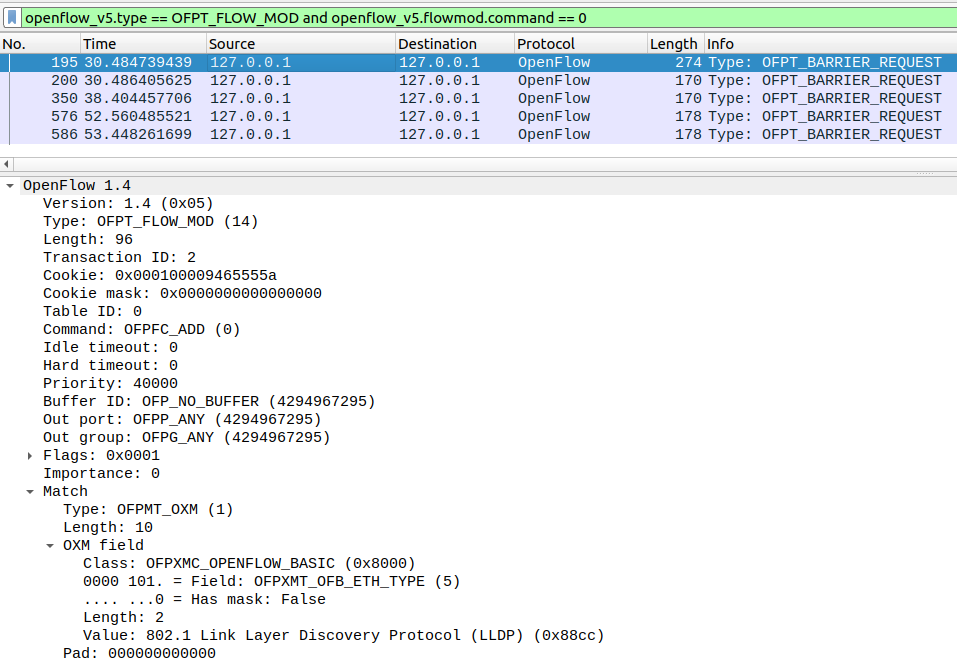 openflow_v5.type == OFPT_FLOW_MOD and openflow_v5.flowmod.command == 0
No. Time Source Destination Protocol Length Info
195 30.484739439 127.0.0.1 127.0.0.1 OpenFlow 274 Type: OFPT_BARRIER_REQUEST
200 30.486405625 127.0.0.1 127.0.0.1 OpenFlow 170 Type: OFPT_BARRIER_REQUEST
350 38.404457706 127.0.0.1 127.0.0.1 OpenFlow 170 Type: OFPT_BARRIER_REQUEST
576 52.560485521 127.0.0.1 127.0.0.1 OpenFlow 178 Type: OFPT_BARRIER_REQUEST
586 53.448261699 127.0.0.1 127.0.0.1 OpenFlow 178 Type: OFPT_BARRIER_REQUEST
OpenFlow 1.4
Version: 1.4 (0x05)
Type: OFPT_FLOW_MOD (14)
Length: 96
Transaction ID: 2
Cookie: 0x000100009465555a
Cookie mask: 0x0000000000000000
Table ID: 0
Command: OFPFC_ADD (0)
Idle timeout: 0
Hard timeout: 0
Priority: 40000
Buffer ID: OFP_NO_BUFFER (4294967295)
Out port: OFPP_ANY (4294967295)
Out group: OFPG_ANY (4294967295)
Flags: 0x0001
Importance: 0
Match
Type: OFPMT_OXM (1)
Length: 10
OXM field
Class: OFPXMC_OPENFLOW_BASIC (0x8000)
0000 101. = Field: OFPXMT_OFB_ETH_TYPE (5)
.... ...0 = Has mask: False
Length: 2
Value: 802.1 Link Layer Discovery Protocol (LLDP) (0x88cc)
Pad: 000000000000